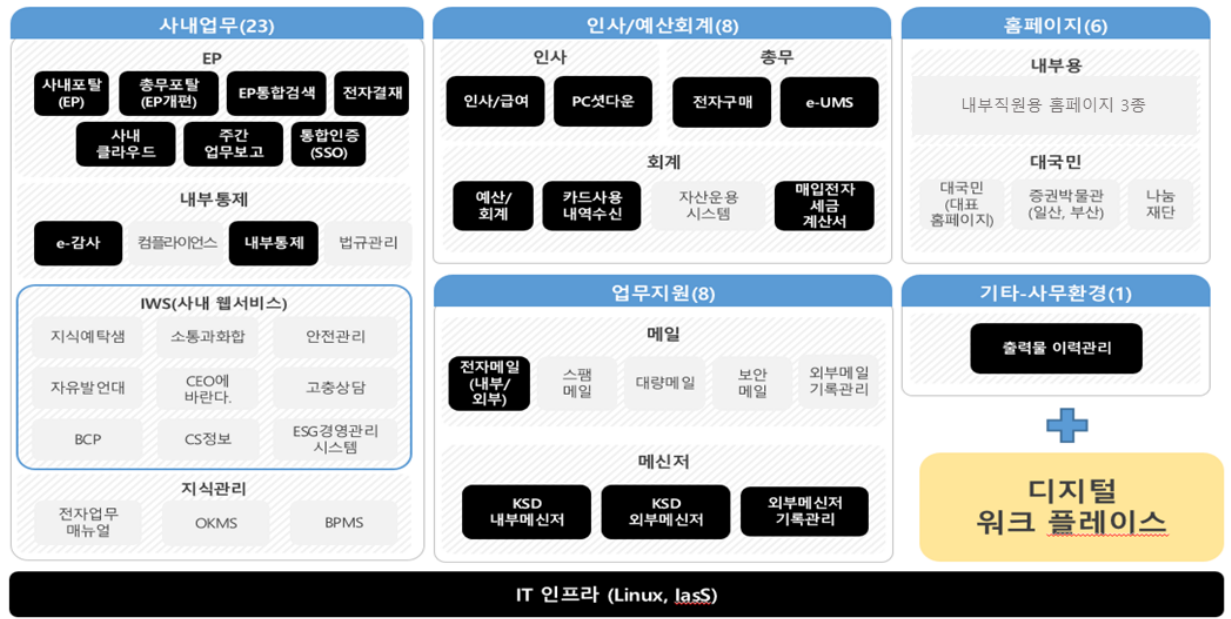 사내업무(23)
EP
사내포탈
(EP)
총무포탈
(EP개편)
EP통합검색
전자결재
사내
클라우드
주간
업무보고
통합인증
(SSO)
내부통제
e-감사
컴플라이언스
내부통제
법규관리
IWS(사내 웹서비스)
지식예탁샘
소통과화합
안전관리
자유발언대
CEO에
바란다.
고충상담
BCP
CS정보
ESG경영관리
시스템
지식관리
전자업무
매뉴얼
OKMS
BPMS
인사/예산회계(8)
인사
인사/급여
PC셧다운
총무
전자구매
e-UMS
회계
예산/
회계
카드사용
내역수신
자산운용
시스템
매입전자
세금
계산서
업무지원(8)
메일
전자메일
(내부/
외부)
스팸
메일
대량메일
보안
메일
외부메일
기록관리
메신저
KSD
내부메신저
KSD
외부메신저
외부메신저
기록관리
홈페이지(6)
내부용
내부직원용 홈페이지 3종
대국민
대국민
(대표
홈페이지)
증권박물관
(일산, 부산)
나눔
재단
기타-사무환경(1)
출력물 이력관리
디지털
워크 플레이스
IT 인프라 (Linux, IasS)